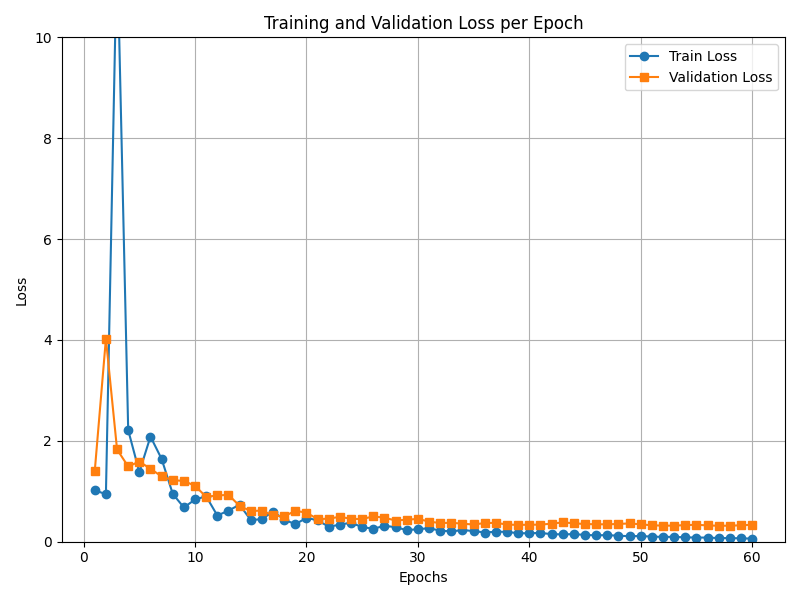 Training and Validation Loss per Epoch
Train Loss
Validation Loss
Loss
10
8
6
4
2
0
0 10 20 30 40 50 60
Epochs